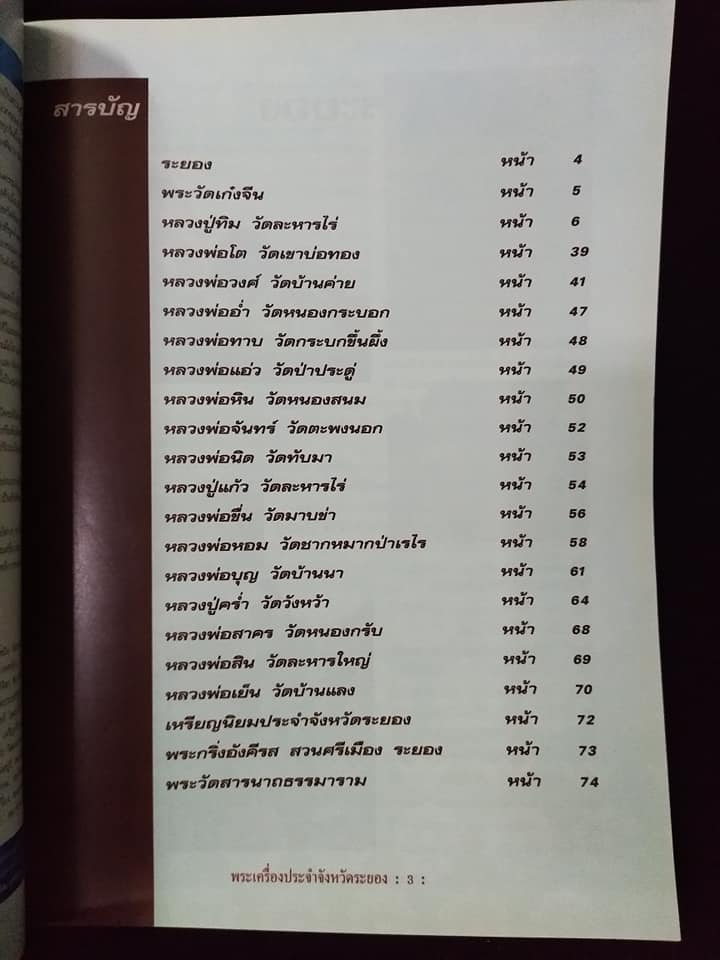 สารบัญ
ระยอง หน้า 4
พระวัดเก๋งจีน หน้า 5
หลวงปู่ทิม วัดละหารไร่ หน้า 6
หลวงพ่อโต วัดเขาบ่อทอง หน้า 39
หลวงพ่อวงศ์ วัดบ้านค่าย หน้า 41
หลวงพ่ออ่ำ วัดหนองกระบอก หน้า 47
หลวงพ่อทาบ วัดกระบกขึ้นผึ้ง หน้า 48
หลวงพ่อแอ่ว วัดป่าประดู่ หน้า 49
หลวงพ่อหิน วัดหนองสนม หน้า 50
หลวงพ่อจันทร์ วัดตะพงนอก หน้า 52
หลวงพ่อนิด วัดทับมา หน้า 53
หลวงปู่แก้ว วัดละหารไร่ หน้า 54
หลวงพ่อขึ่น วัดมาบข่า หน้า 56
หลวงพ่อหอม วัดชากหมากป่าเรไร หน้า 58
หลวงพ่อบุญ วัดบ้านนา หน้า 61
หลวงปู่คร่ำ วัดวังหว้า หน้า 64
หลวงพ่อสาคร วัดหนองกรับ หน้า 68
หลวงพ่อสิน วัดละหารใหญ่ หน้า 69
หลวงพ่อเย็น วัดบ้านแลง หน้า 70
เหรียญนิยมประจำจังหวัดระยอง หน้า 72
พระกริ่งอังคีรส สวนศรีเมือง ระยอง หน้า 73
พระวัดสารนาถธรรมาราม หน้า 74
พระเครื่องประจำจังหวัดระยอง : 3 :